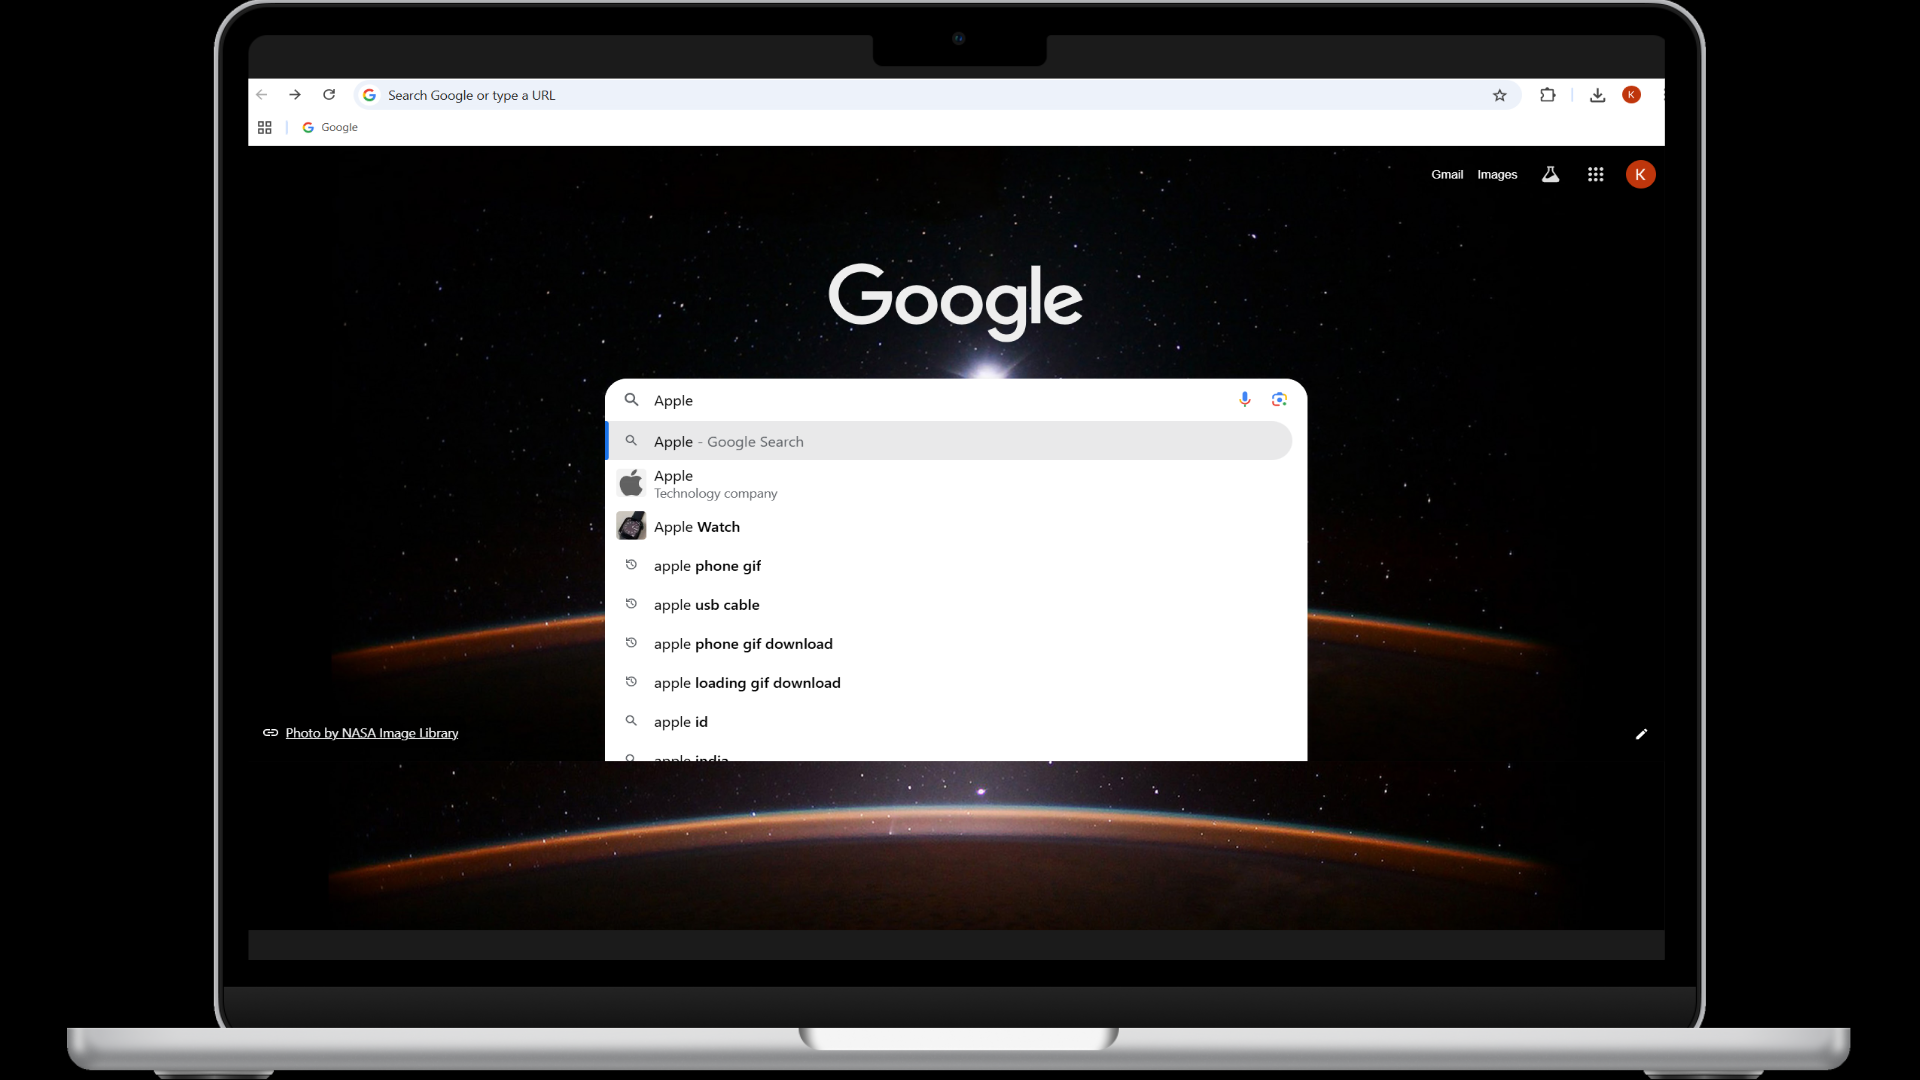 Search Google or type a URL
K
Google
Gmail Images
K
Google
Apple
Apple - Google Search
Apple
Technology company
Apple Watch
apple phone gif
apple usb cable
apple phone gif download
apple loading gif download
apple id
apple india
Photo by NASA Image Library